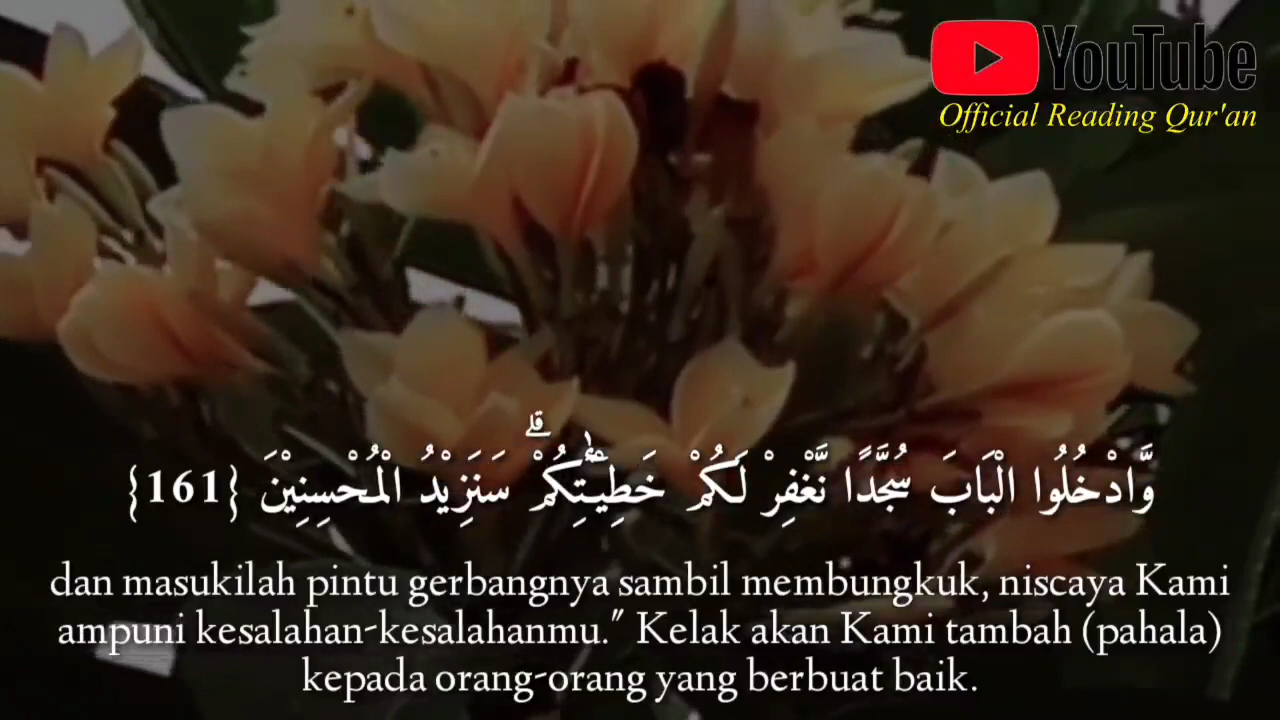 YouTube
Official Reading Qur'an
وَّادْخُلُوا الْبَابَ سُجَّدًا نَّغْفِرْ لَكُمْ خَطِيْۤـٰٔتِكُمْۗ سَنَزِيْدُ الْمُحْسِنِيْنَ {161}
dan masukilah pintu gerbangnya sambil membungkuk, niscaya Kami
ampuni kesalahan-kesalahanmu." Kelak akan Kami tambah (pahala)
kepada orang-orang yang berbuat baik.